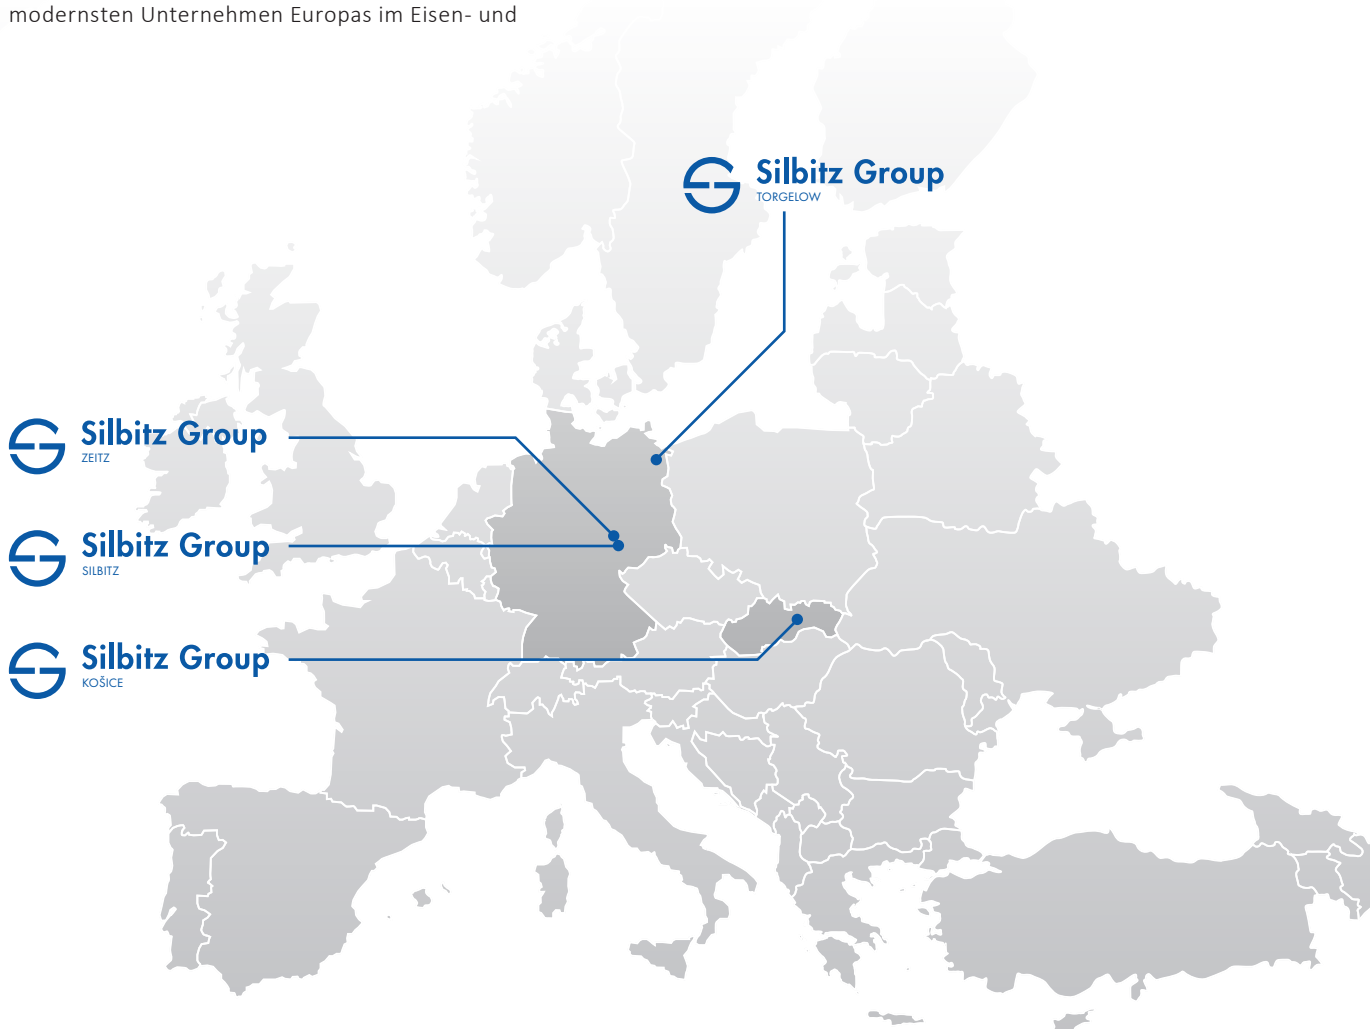 modernsten Unternehmen Europas im Eisen- und
Silbitz Group
TORGELOW
Silbitz Group
ZEITZ
Silbitz Group
SILBITZ
Silbitz Group
KOŠICE